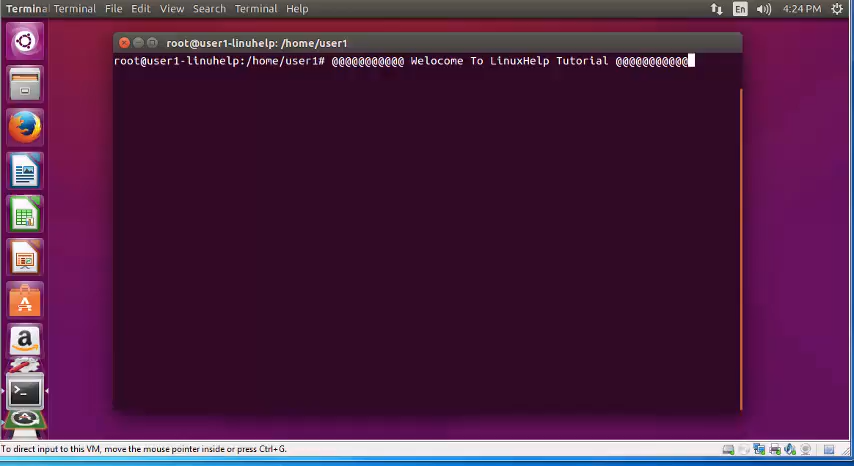 Terminal Terminal File Edit View Search Terminal Help En 4:24 PM
root@user1-linuhelp: /home/user1
root@user1-linuhelp:/home/user1# @@@@@@@@@@@ Welocome To LinuxHelp Tutorial @@@@@@@@@@@
To direct input to this VM, move the mouse pointer inside or press Ctrl+G.